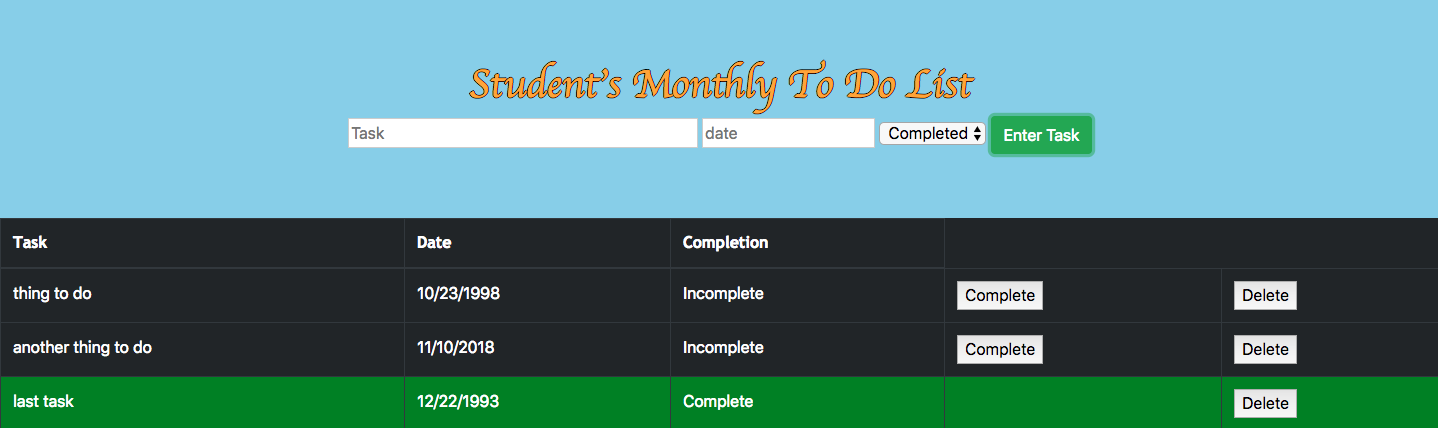 Student's Monthly To Do List
Task date Completed Enter Task
Task Date Completion
thing to do 10/23/1998 Incomplete Complete Delete
another thing to do 11/10/2018 Incomplete Complete Delete
last task 12/22/1993 Complete Delete